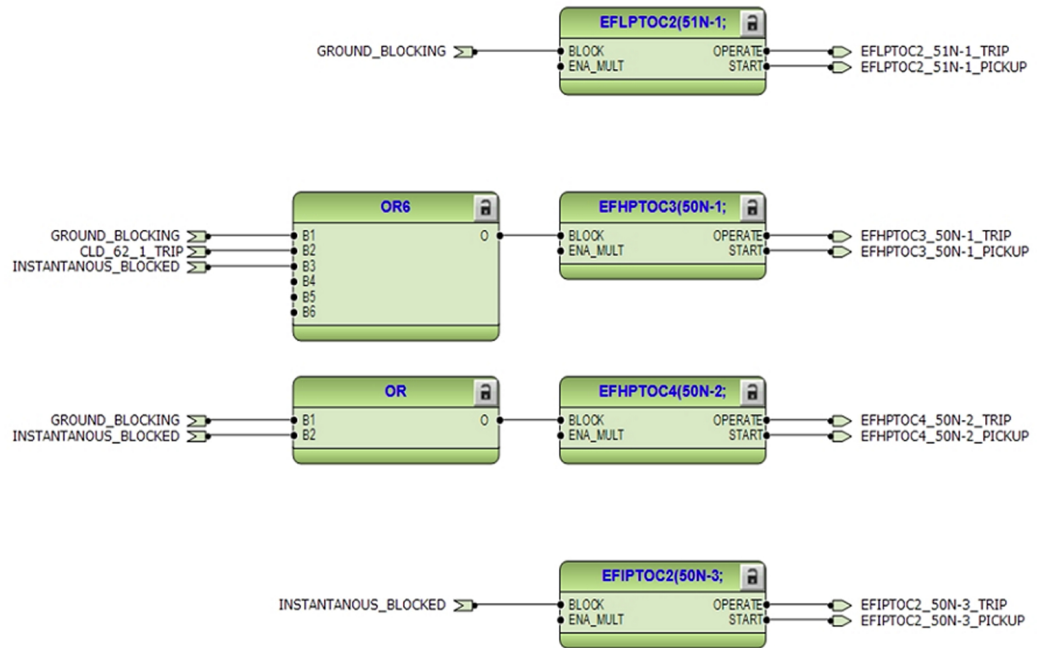 EFLPTOC2(51N-1;
GROUND_BLOCKING
BLOCK OPERATE
EFLPTOC2_51N-1_TRIP
ENA_MULT START
EFLPTOC2_51N-1_PICKUP
OR6
EFHPTOC3(50N-1;
GROUND_BLOCKING
B1 O
BLOCK OPERATE
EFHPTOC3_50N-1_TRIP
CLD_62_1_TRIP
B2
ENA_MULT START
EFHPTOC3_50N-1_PICKUP
INSTANTANOUS_BLOCKED
B3
B4
B5
B6
OR
EFHPTOC4(50N-2;
GROUND_BLOCKING
B1 O
BLOCK OPERATE
EFHPTOC4_50N-2_TRIP
INSTANTANOUS_BLOCKED
B2
ENA_MULT START
EFHPTOC4_50N-2_PICKUP
EFIPTOC2(50N-3;
INSTANTANOUS_BLOCKED
BLOCK OPERATE
EFIPTOC2_50N-3_TRIP
ENA_MULT START
EFIPTOC2_50N-3_PICKUP